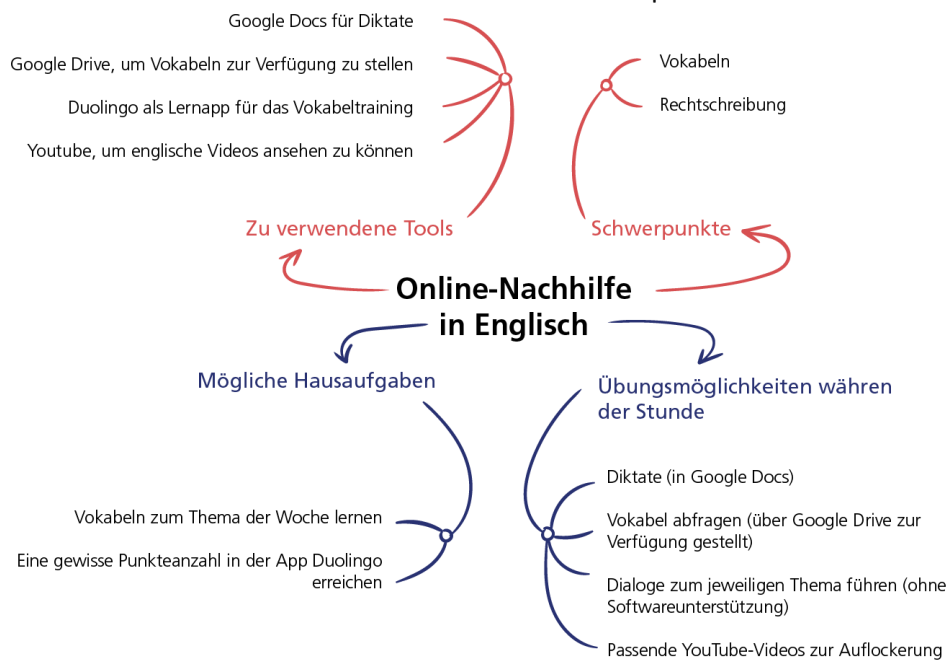 Google Docs für Diktate
Google Drive, um Vokabeln zur Verfügung zu stellen
Duolingo als Lernapp für das Vokabeltraining
Youtube, um englische Videos ansehen zu können
Zu verwendene Tools
Vokabeln
Rechtschreibung
Schwerpunkte
Online-Nachhilfe
in Englisch
Mögliche Hausaufgaben
Vokabeln zum Thema der Woche lernen
Eine gewisse Punkteanzahl in der App Duolingo
erreichen
Übungsmöglichkeiten währen
der Stunde
Diktate (in Google Docs)
Vokabel abfragen (über Google Drive zur
Verfügung gestellt)
Dialoge zum jeweiligen Thema führen (ohne
Softwareunterstützung)
Passende YouTube-Videos zur Auflockerung